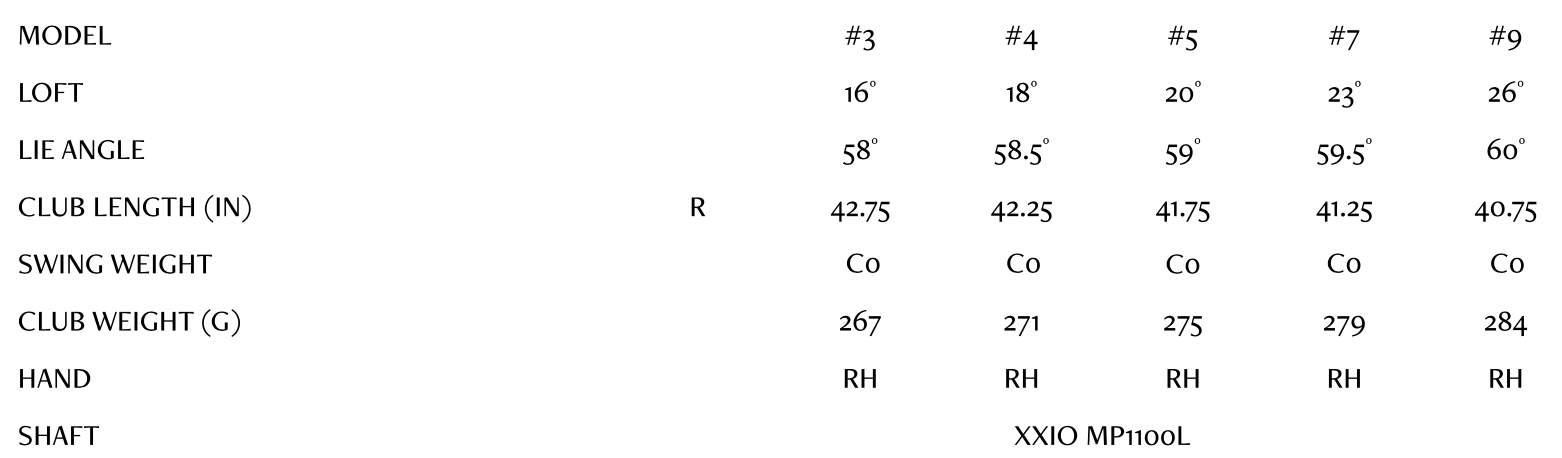 MODEL #3 #4 #5 #7 #9
LOFT 16° 18° 20° 23° 26°
LIE ANGLE 58° 58.5° 59° 59.5° 60°
CLUB LENGTH (IN) R 42.75 42.25 41.75 41.25 40.75
SWING WEIGHT C0 C0 C0 C0 C0
CLUB WEIGHT (G) 267 271 275 279 284
HAND RH RH RH RH RH
SHAFT XXIO MP1100L